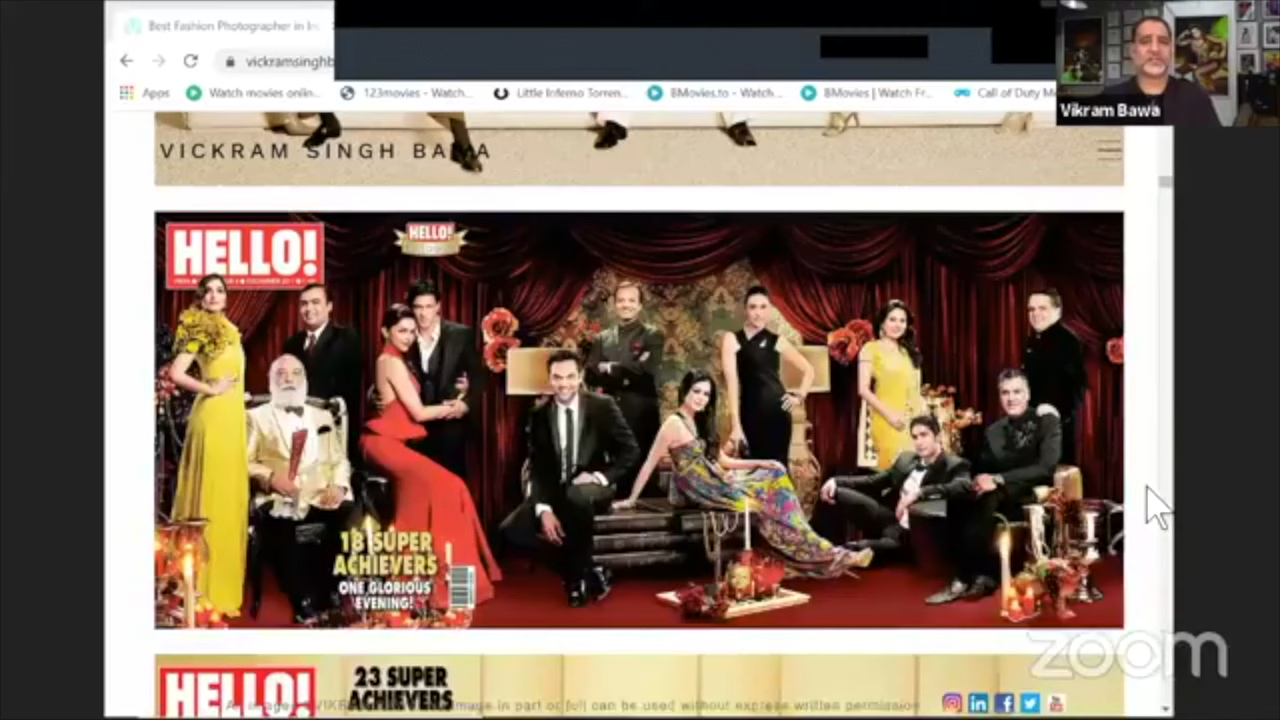 Best Fashion Photographer in In
vickramsinghb
Apps
Watch movies onlin...
123movies - Watch...
Little Inferno Torren...
BMovies.to - Watch...
BMovies | Watch Fr...
Call of Duty M
Vikram Bawa
VICKRAM SINGH BAWA
HELLO!
HELLO!
18 SUPER
ACHIEVERS
ONE GLORIOUS
EVENING!
zoom
HELLO!
23 SUPER
ACHIEVERS
image in part or full can be used without express written permission